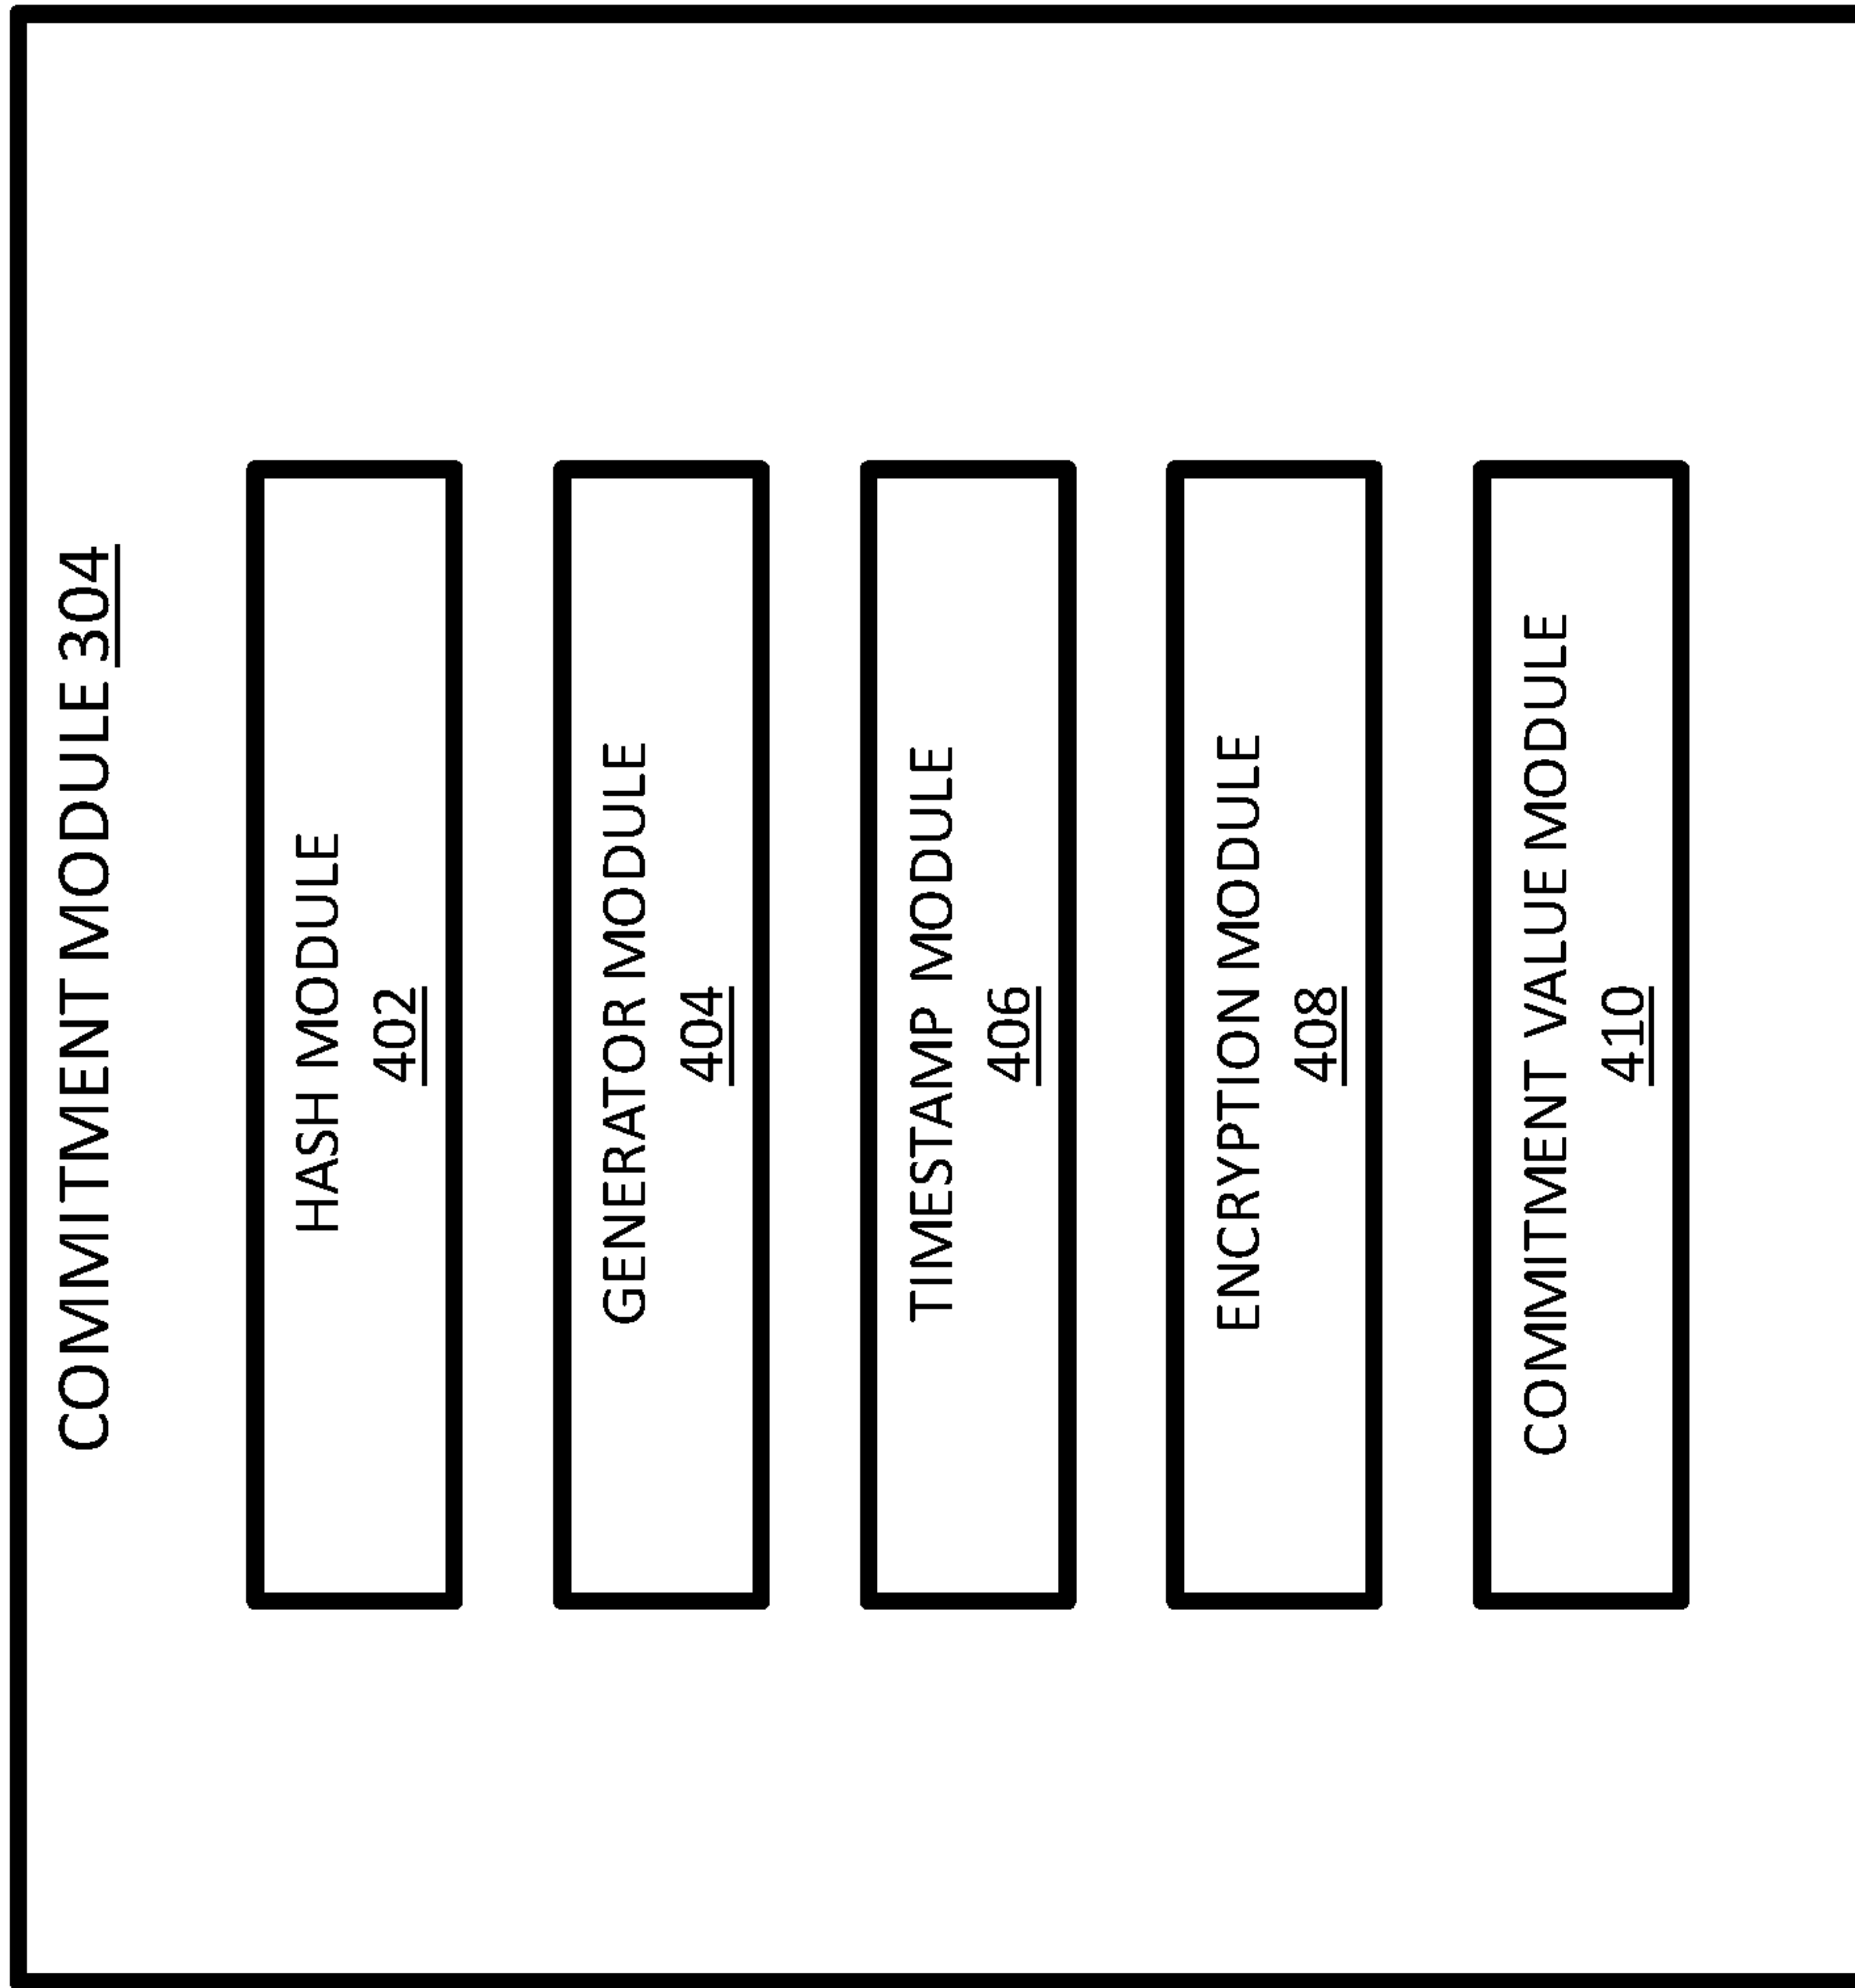 COMMITMENT MODULE 304
HASH MODULE
402
GENERATOR MODULE
404
TIMESTAMP MODULE
406
ENCRYPTION MODULE
408
COMMITMENT VALUE MODULE
410